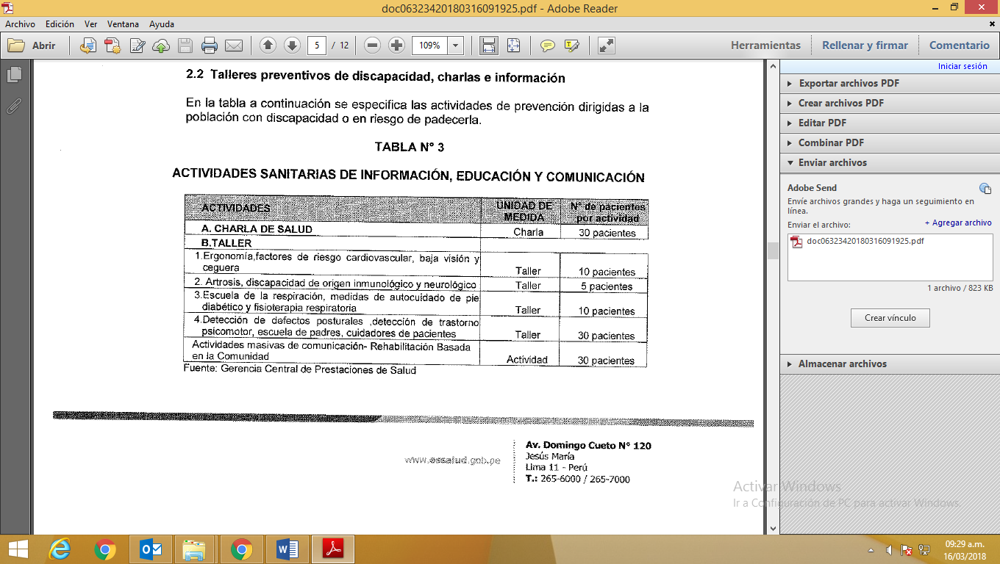 doc06323420180316091925.pdf - Adobe Reader
Archivo Edición Ver Ventana Ayuda
Abrir 5 / 12 109% Herramientas Rellenar y firmar Comentario
Iniciar sesión
Exportar archivos PDF
Crear archivos PDF
Editar PDF
Combinar PDF
Enviar archivos
Adobe Send
Envíe archivos grandes y haga un seguimiento en
línea.
Enviar el archivo: + Agregar archivo
doc06323420180316091925.pdf
1 archivo / 823 KB
Crear vínculo
Almacenar archivos
2.2 Talleres preventivos de discapacidad, charlas e información
En la tabla a continuación se especifica las actividades de prevención dirigidas a la
población con discapacidad o en riesgo de padecerla.
TABLA N° 3
ACTIVIDADES SANITARIAS DE INFORMACIÓN, EDUCACIÓN Y COMUNICACIÓN
ACTIVIDADES UNIDAD DE MEDIDA N° de pacientes por actividad
A. CHARLA DE SALUD Charla 30 pacientes
B.TALLER
1.Ergonomía,factores de riesgo cardiovascular, baja visión y
ceguera Taller 10 pacientes
2. Artrosis, discapacidad de origen inmunológico y neurológico Taller 5 pacientes
3.Escuela de la respiración, medidas de autocuidado de pie
diabético y fisioterapia respiratoria Taller 10 pacientes
4.Detección de defectos posturales ,detección de trastorno
psicomotor, escuela de padres, cuidadores de pacientes Taller 30 pacientes
Actividades masivas de comunicación- Rehabilitación Basada
en la Comunidad Actividad 30 pacientes
Fuente: Gerencia Central de Prestaciones de Salud
www.essalud.gob.pe
Av. Domingo Cueto N° 120
Jesús María
Lima 11 - Perú
T.: 265-6000 / 265-7000
Activar Windows
Ir a Configuración de PC para activar Windows.
09:29 a.m.
16/03/2018